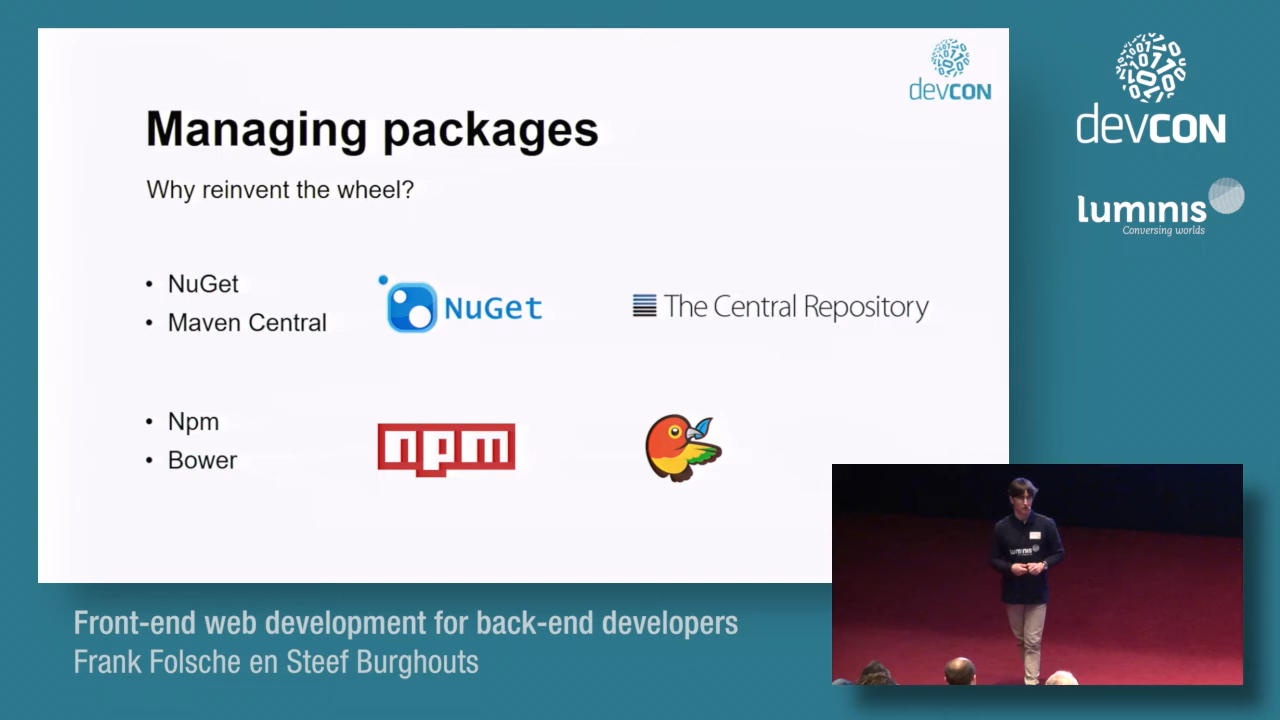 devCON
Managing packages
Why reinvent the wheel?
• NuGet
• Maven Central
NuGet
The Central Repository
• Npm
• Bower
npm
devCON
luminis
Conversing worlds
luminis
Front-end web development for back-end developers
Frank Folsche en Steef Burghouts